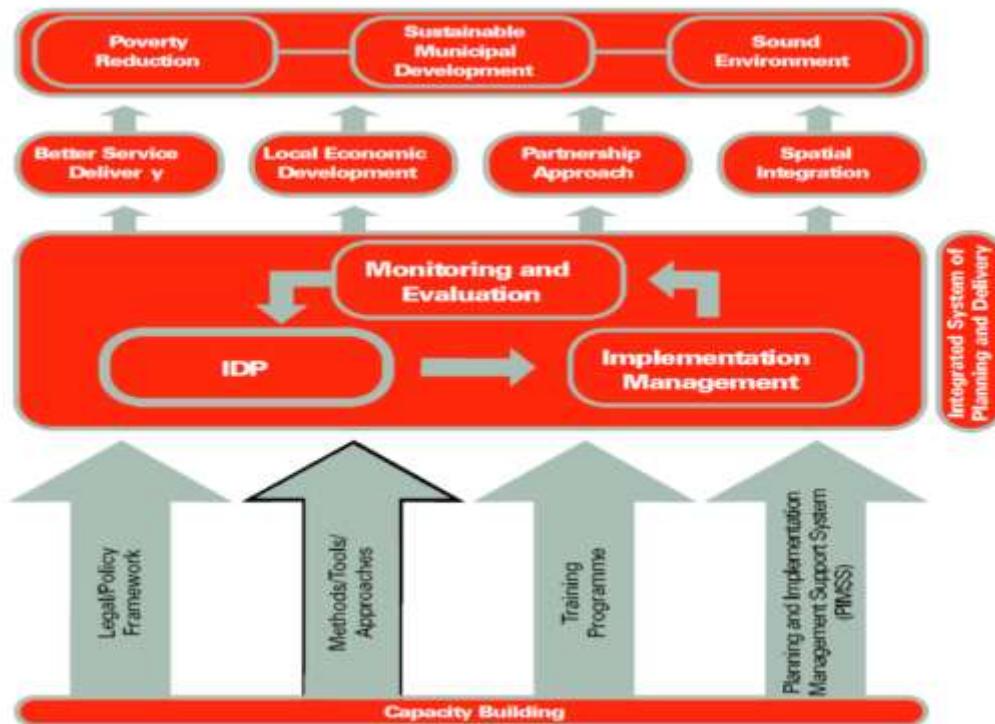 Poverty
Reduction
Sustainable
Municipal
Development
Sound
Environment
Better Service
Deliver y
Local Economic
Development
Partnership
Approach
Spatial
Integration
Monitoring and
Evaluation
IDP
Implementation
Management
Integrated System of
Planning and Delivery
Legal/Policy
Framework
Methods/Tools/
Approaches
Training
Programme
Planning and Implementation
Management Support System
(PIMSS)
Capacity Building